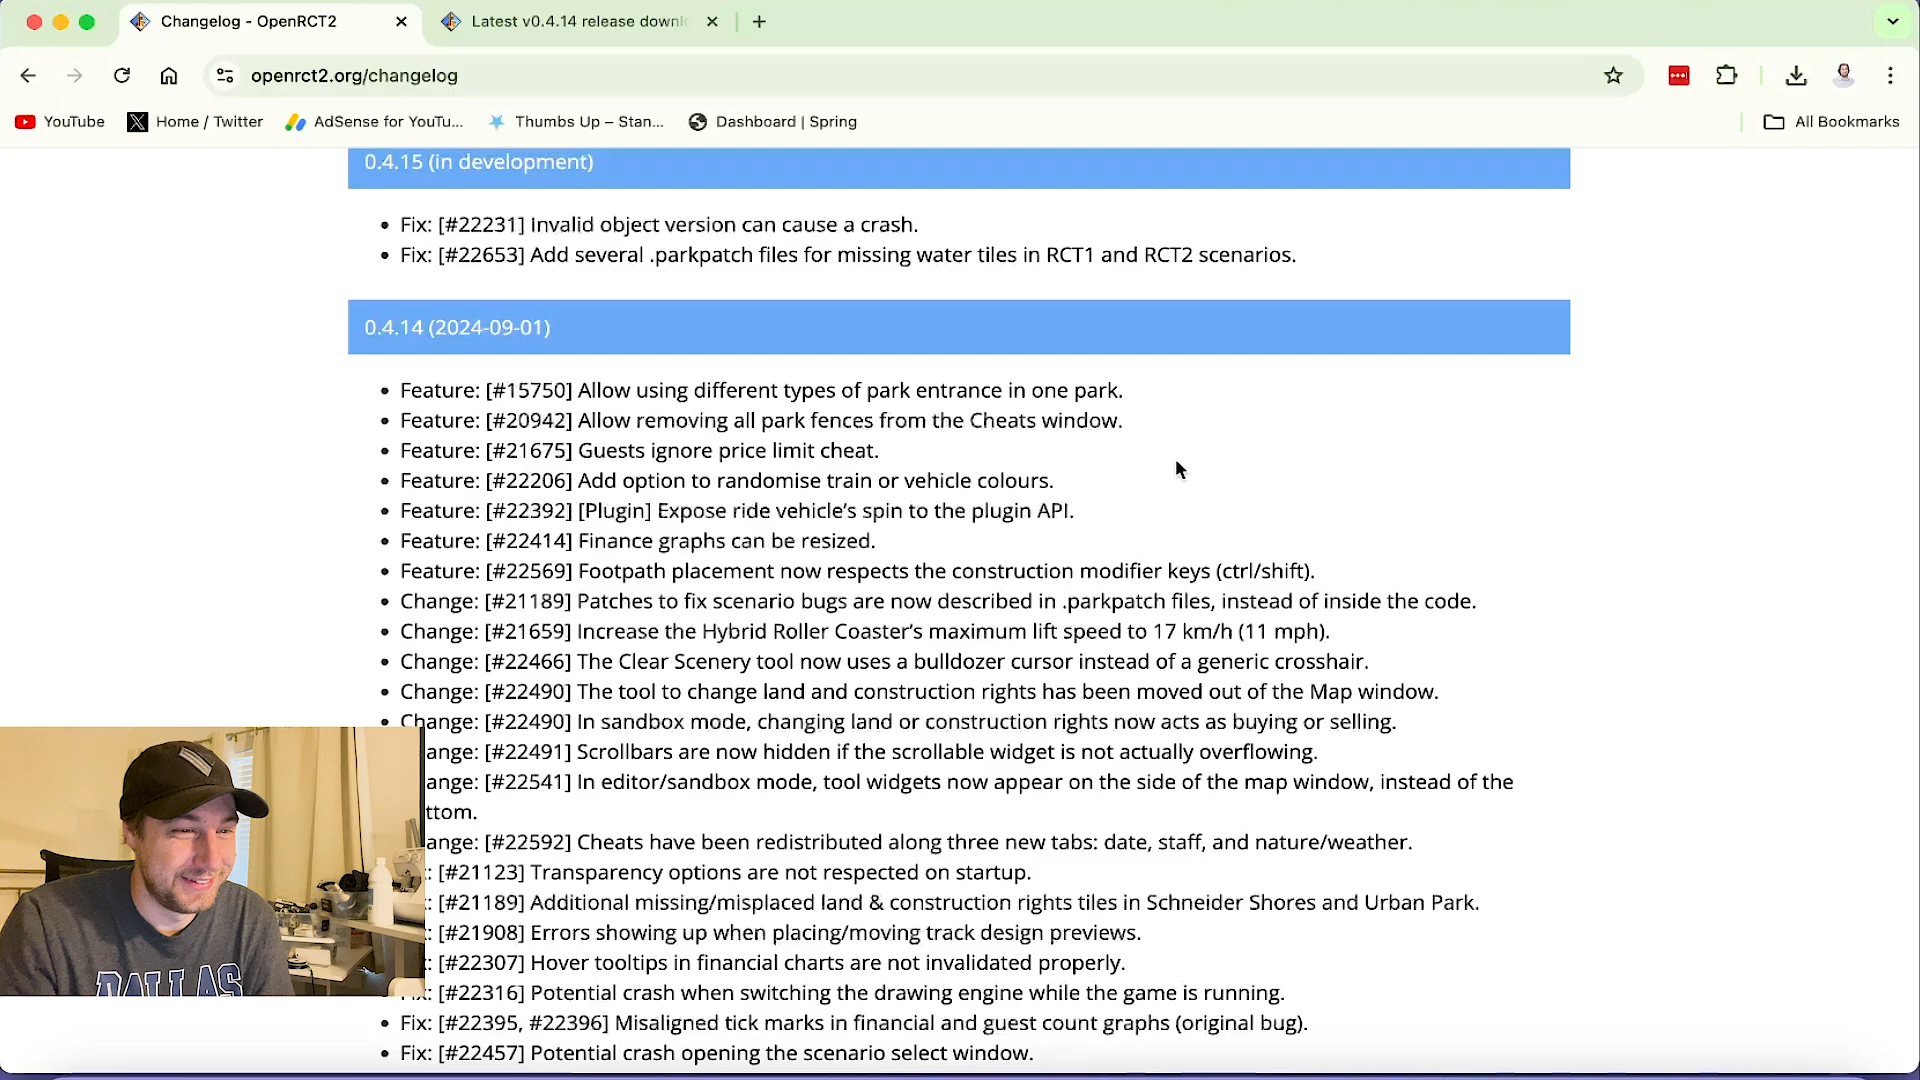 Changelog - OpenRCT2
Latest v0.4.14 release downl
openrct2.org/changelog
YouTube
Home / Twitter
AdSense for YouTu...
Thumbs Up – Stan...
Dashboard | Spring
All Bookmarks
0.4.15 (in development)
Fix: [#22231] Invalid object version can cause a crash.
Fix: [#22653] Add several .parkpatch files for missing water tiles in RCT1 and RCT2 scenarios.
0.4.14 (2024-09-01)
Feature: [#15750] Allow using different types of park entrance in one park.
Feature: [#20942] Allow removing all park fences from the Cheats window.
Feature: [#21675] Guests ignore price limit cheat.
Feature: [#22206] Add option to randomise train or vehicle colours.
Feature: [#22392] [Plugin] Expose ride vehicle’s spin to the plugin API.
Feature: [#22414] Finance graphs can be resized.
Feature: [#22569] Footpath placement now respects the construction modifier keys (ctrl/shift).
Change: [#21189] Patches to fix scenario bugs are now described in .parkpatch files, instead of inside the code.
Change: [#21659] Increase the Hybrid Roller Coaster’s maximum lift speed to 17 km/h (11 mph).
Change: [#22466] The Clear Scenery tool now uses a bulldozer cursor instead of a generic crosshair.
Change: [#22490] The tool to change land and construction rights has been moved out of the Map window.
Change: [#22490] In sandbox mode, changing land or construction rights now acts as buying or selling.
ange: [#22491] Scrollbars are now hidden if the scrollable widget is not actually overflowing.
ange: [#22541] In editor/sandbox mode, tool widgets now appear on the side of the map window, instead of the
ttom.
ange: [#22592] Cheats have been redistributed along three new tabs: date, staff, and nature/weather.
: [#21123] Transparency options are not respected on startup.
: [#21189] Additional missing/misplaced land & construction rights tiles in Schneider Shores and Urban Park.
: [#21908] Errors showing up when placing/moving track design previews.
: [#22307] Hover tooltips in financial charts are not invalidated properly.
: [#22316] Potential crash when switching the drawing engine while the game is running.
Fix: [#22395, #22396] Misaligned tick marks in financial and guest count graphs (original bug).
Fix: [#22457] Potential crash opening the scenario select window.
DALLAS